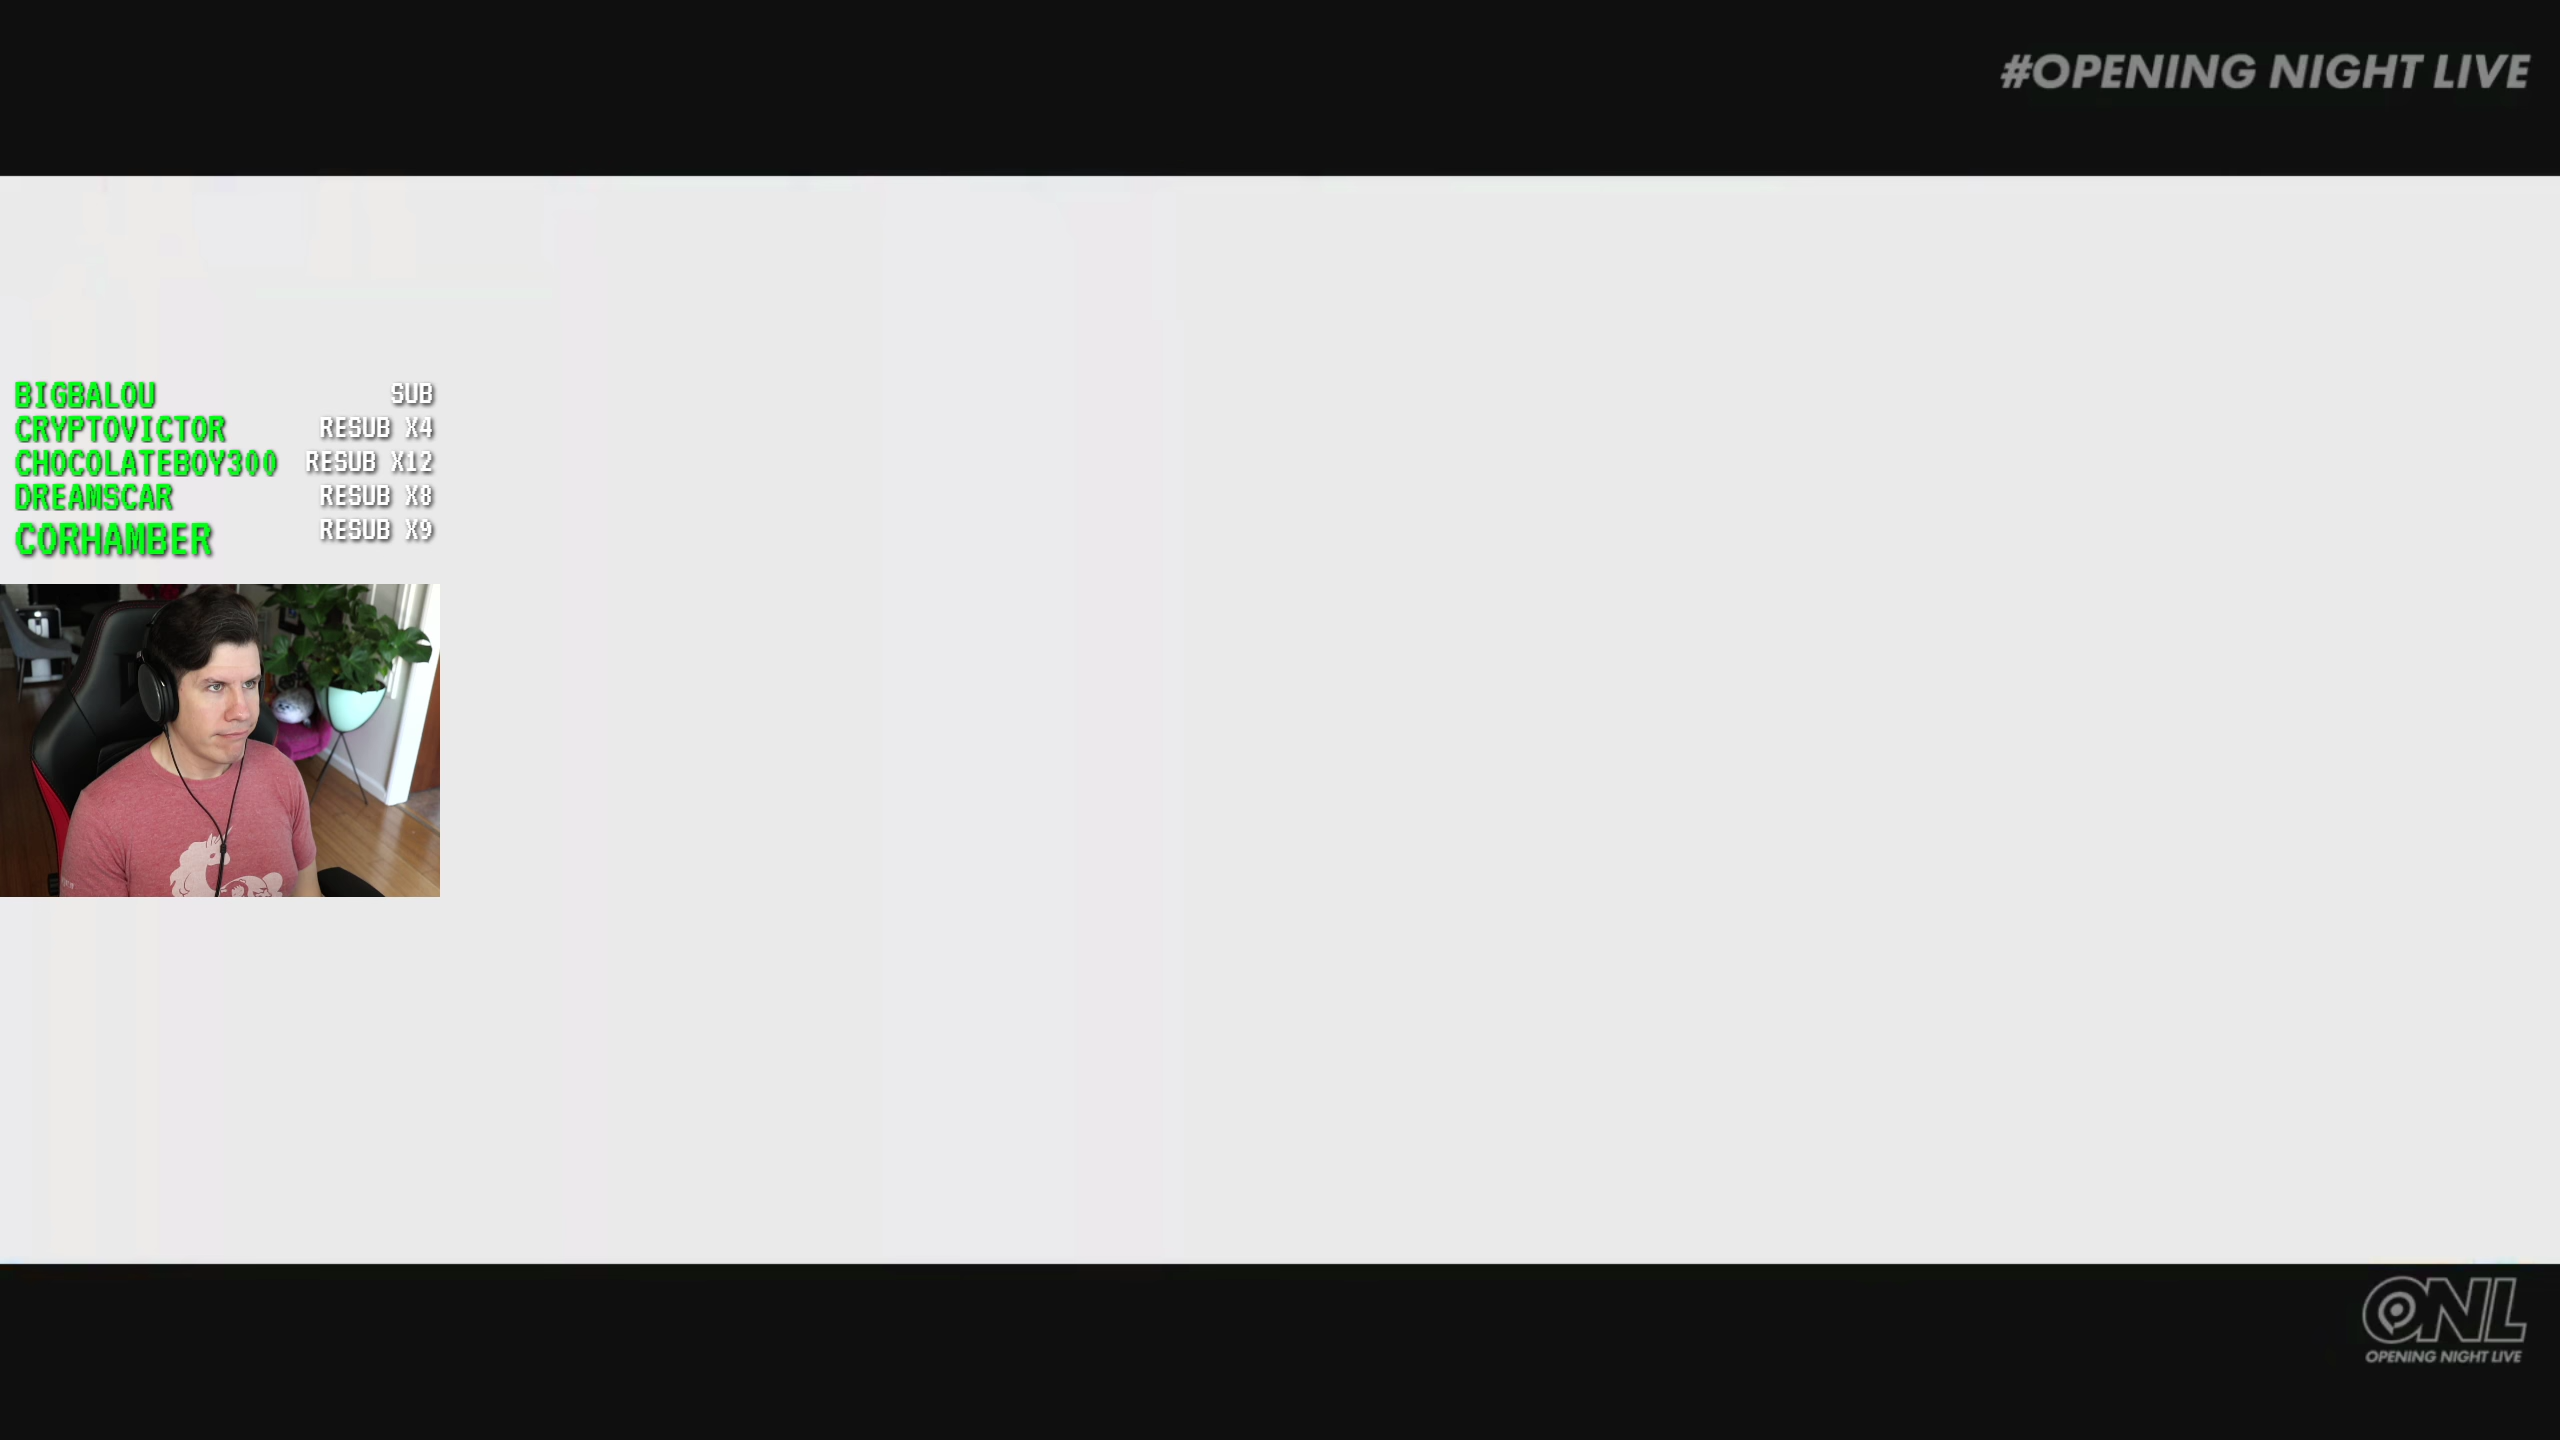 #OPENING NIGHT LIVE
BIGBALOU SUB
CRYPTOVICTOR RESUB X4
CHOCOLATEBOY300 RESUB X12
DREAMSCAR RESUB X8
CORHAMBER RESUB X9
ONL
OPENING NIGHT LIVE